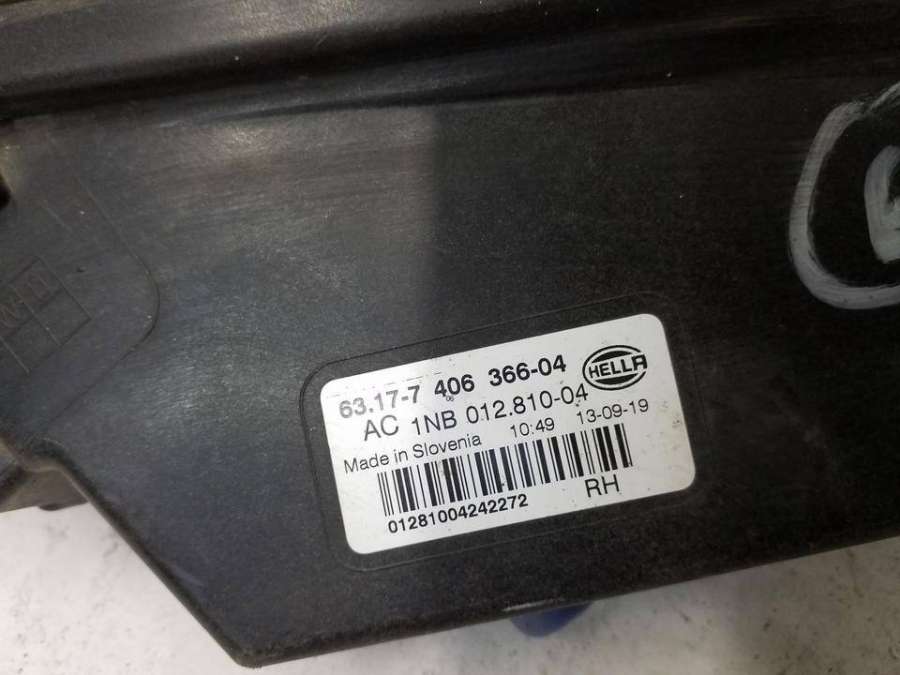 63.17-7 406 366-04
HELLA
AC 1NB 012.810-04
Made in Slovenia 10:49 13-09-19
01281004242272
RH